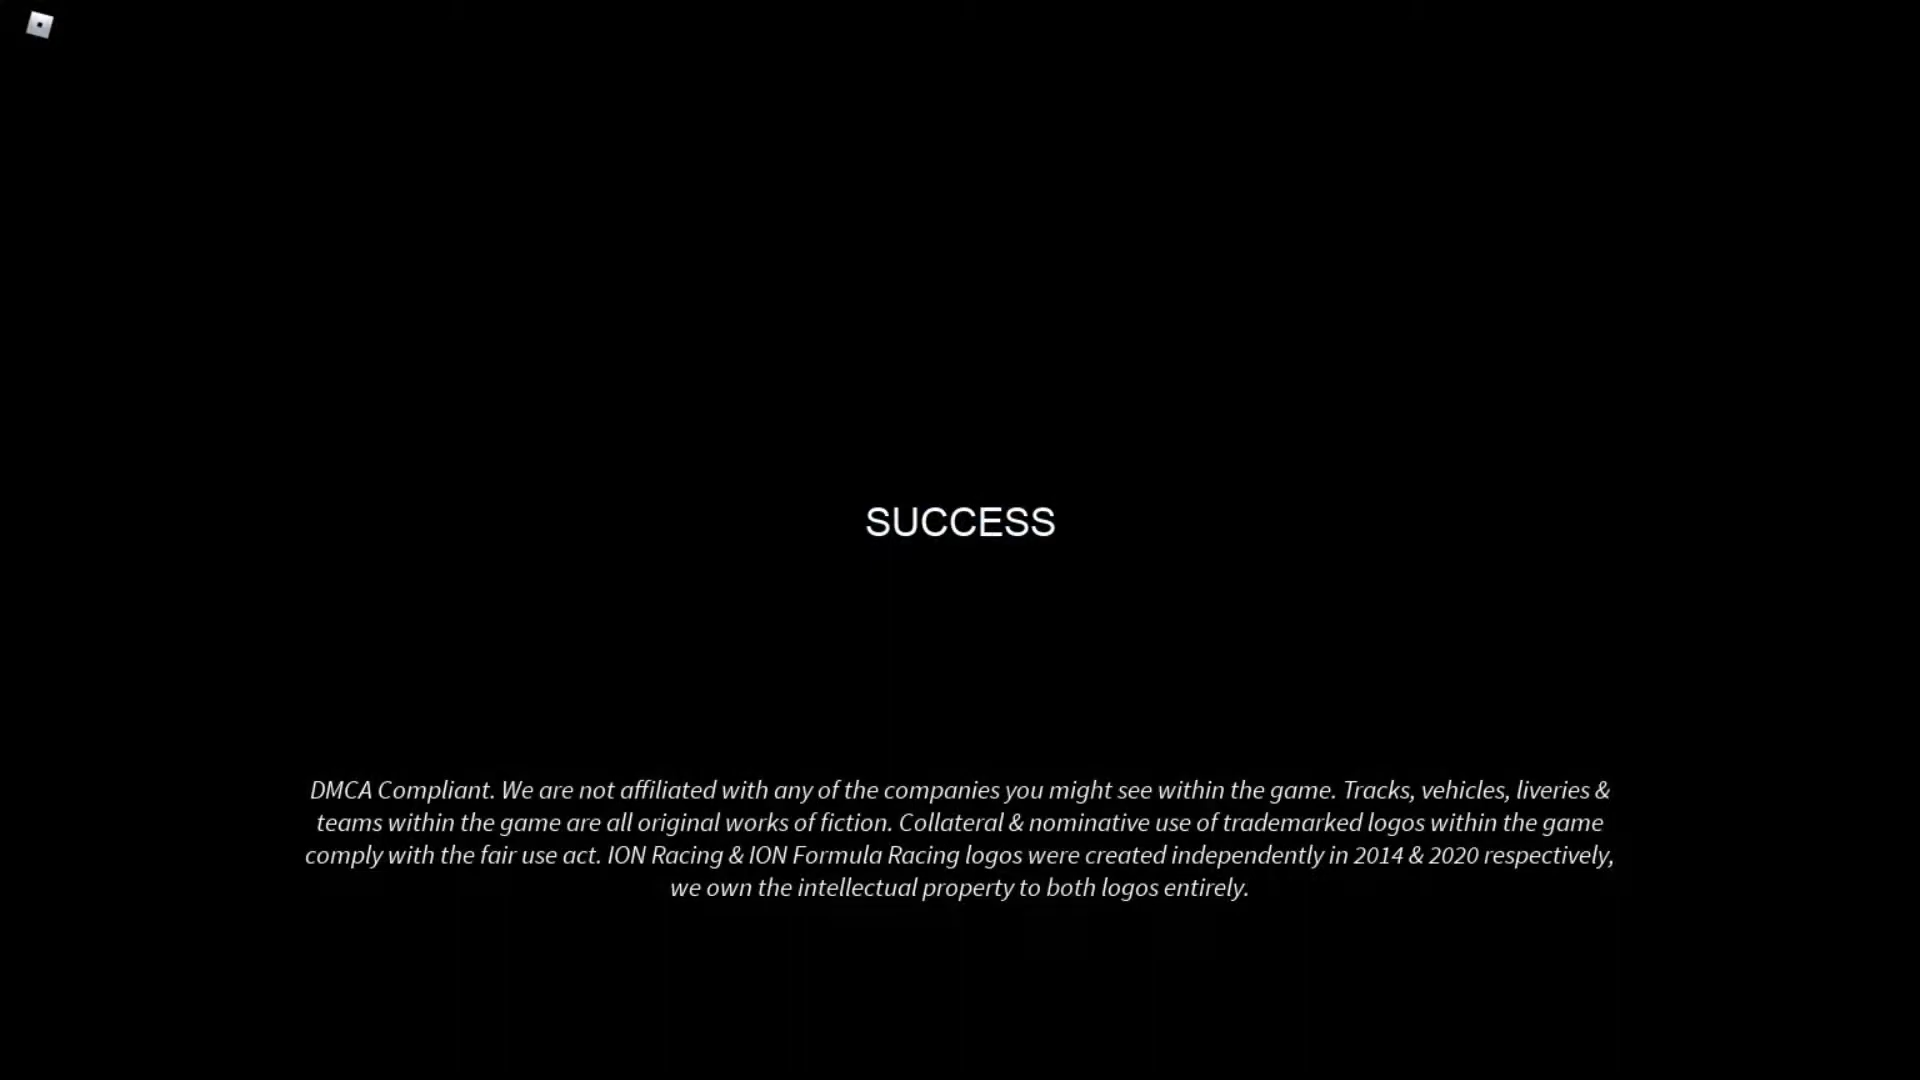 SUCCESS
DMCA Compliant. We are not affiliated with any of the companies you might see within the game. Tracks, vehicles, liveries &
teams within the game are all original works of fiction. Collateral & nominative use of trademarked logos within the game
comply with the fair use act. ION Racing & ION Formula Racing logos were created independently in 2014 & 2020 respectively,
we own the intellectual property to both logos entirely.